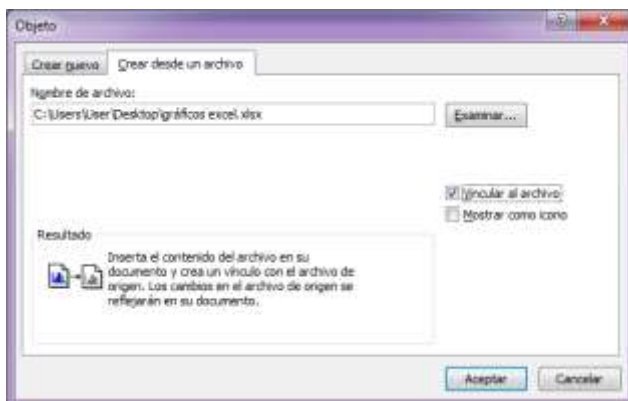 Objeto
Crear nuevo
Crear desde un archivo
Nombre de archivo:
C:\Users\User\Desktop\gráficos excel.xlsx
Examinar...
Vincular al archivo
Mostrar como icono
Resultado
Inserta el contenido del archivo en su
documento y crea un vínculo con el archivo de
origen. Los cambios en el archivo de origen se
reflejarán en su documento.
Aceptar
Cancelar